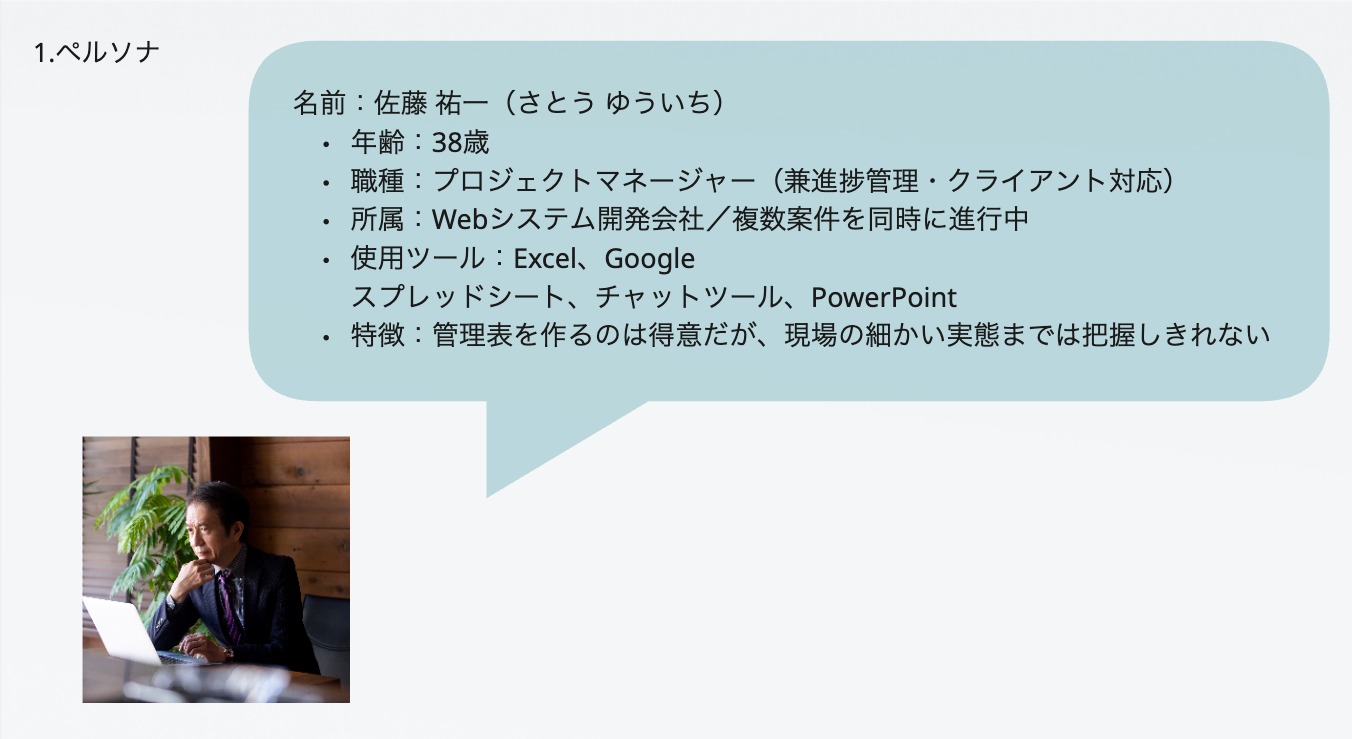 1.ペルソナ
名前：佐藤 祐一（さとう ゆういち）
• 年齢：38歳
• 職種：プロジェクトマネージャー（兼進捗管理・クライアント対応）
• 所属：Webシステム開発会社／複数案件を同時に進行中
• 使用ツール：Excel、Google
スプレッドシート、チャットツール、PowerPoint
• 特徴：管理表を作るのは得意だが、現場の細かい実態までは把握しきれない